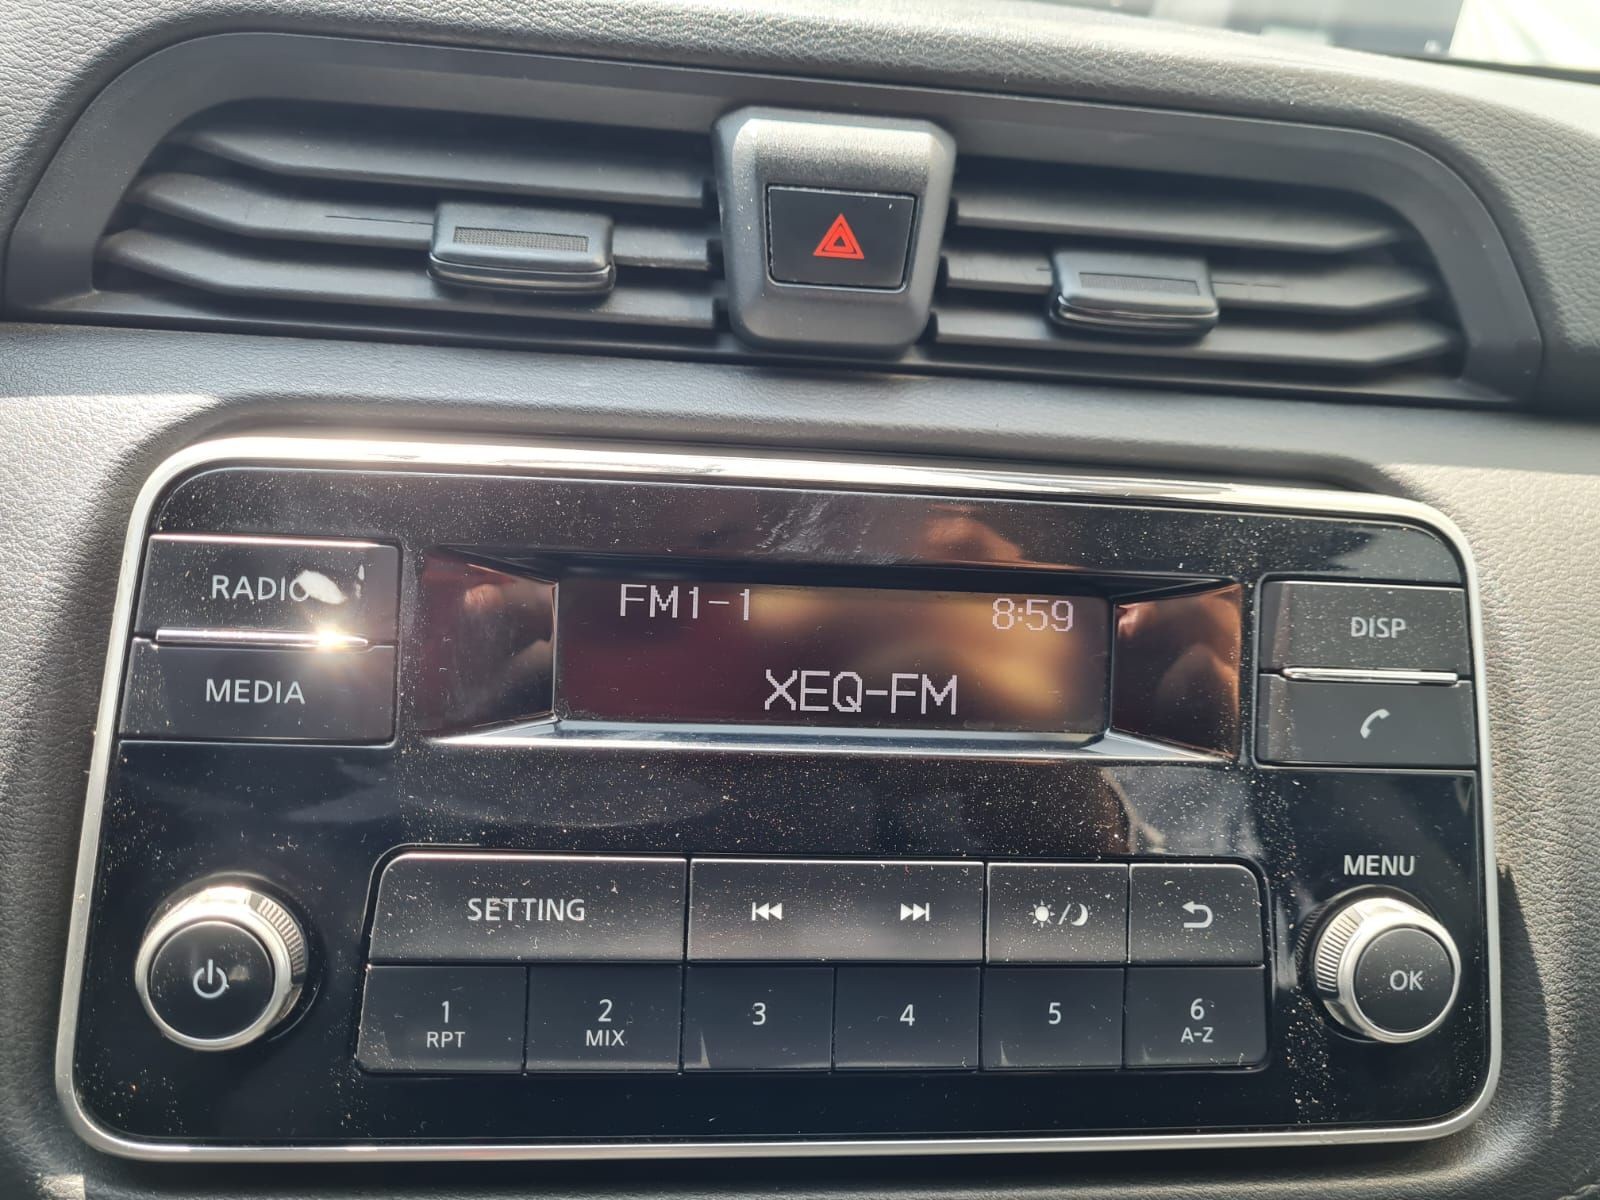 RADIO
MEDIA
FM1-1 8:59
XEQ-FM
DISP
MENU
SETTING
OK
1 2 3 4 5 6
RPT MIX A-Z